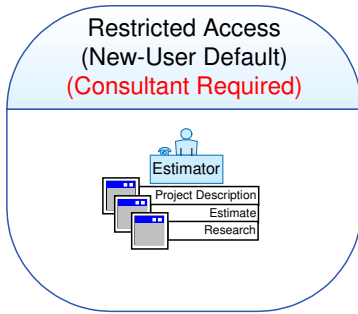 Restricted Access
(New-User Default)
(Consultant Required)
Estimator
Project Description
Estimate
Research